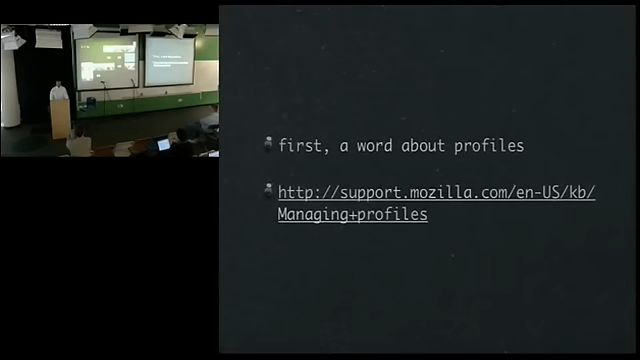 first, a word about profiles
http://support.mozilla.com/en-US/kb/
Managing+profiles